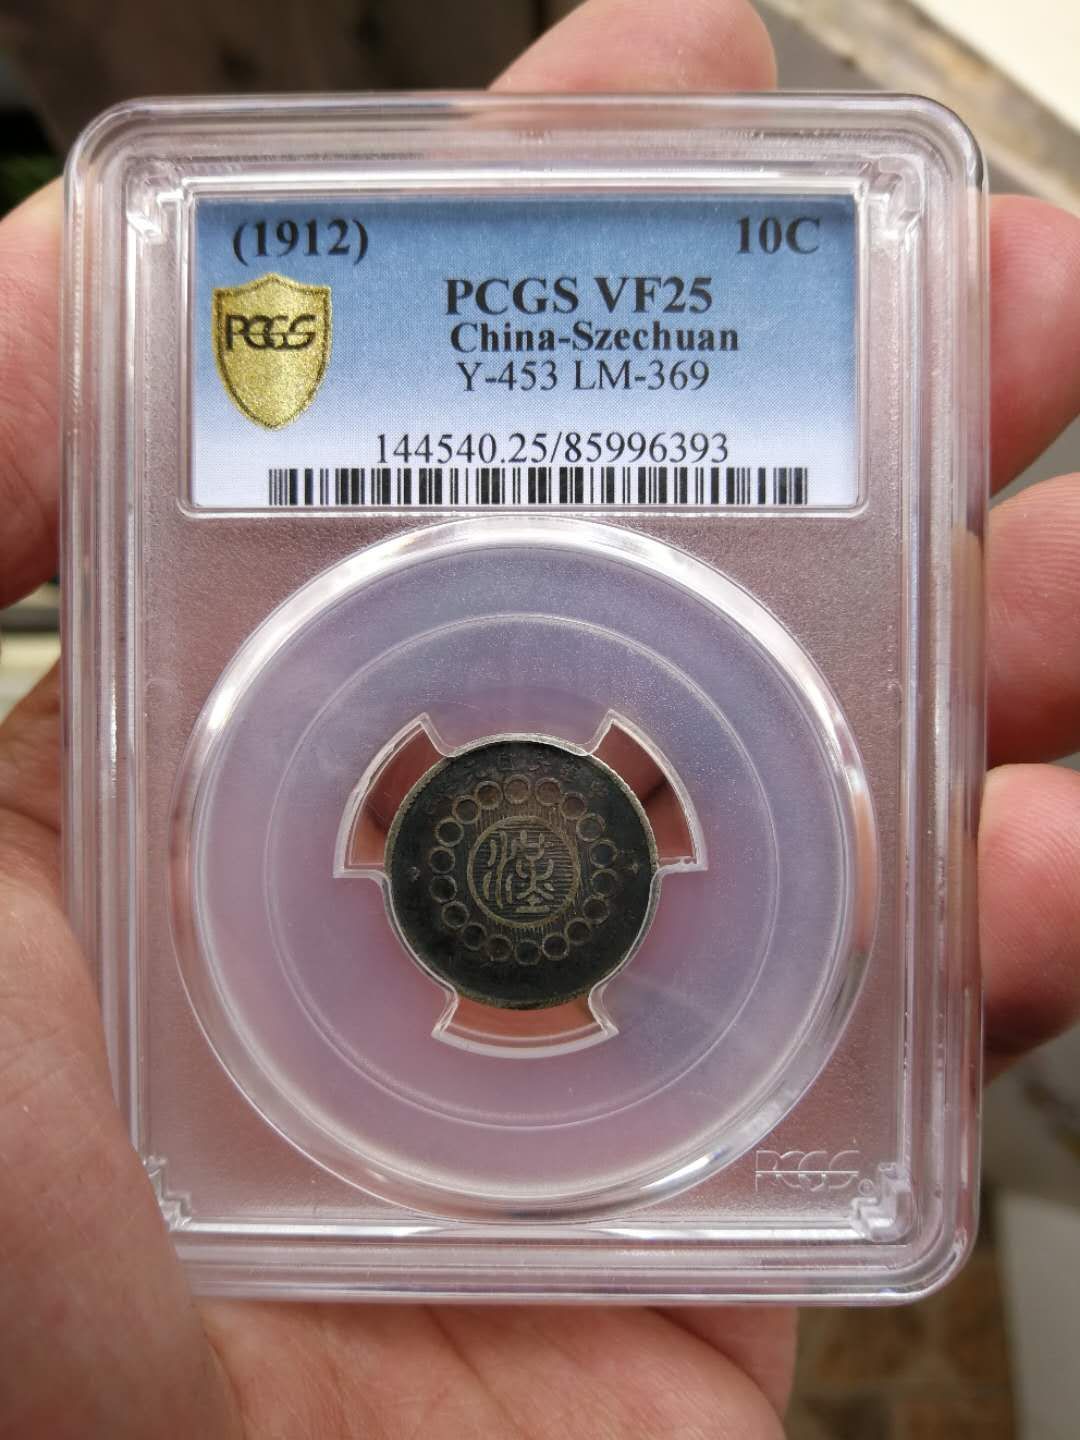 (1912) 10C
PCGS
PCGS VF25
China-Szechuan
Y-453 LM-369
144540.25/85996393
漢
PCGS